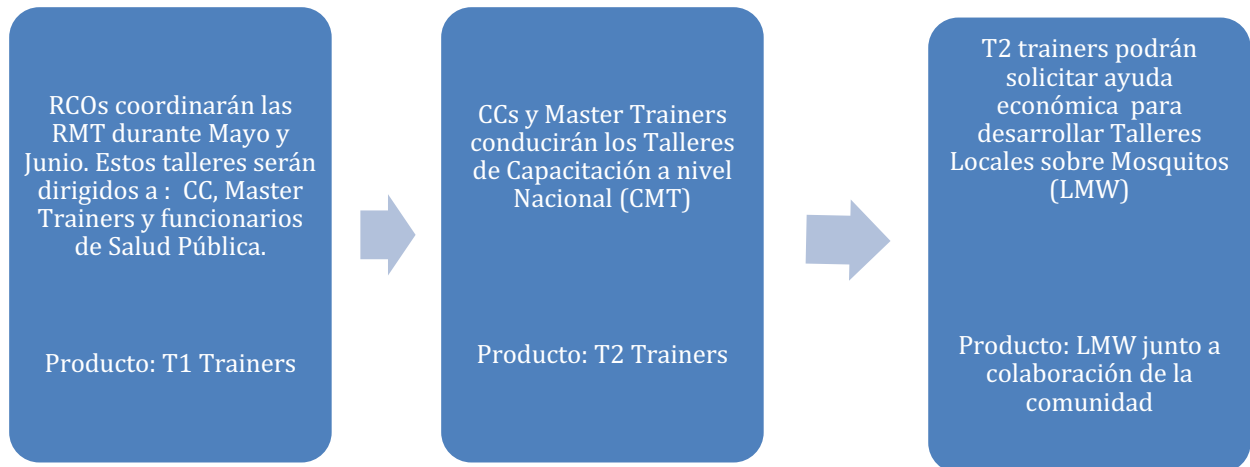 RCOs coordinarán las
RMT durante Mayo y
Junio. Estos talleres serán
dirigidos a : CC, Master
Trainers y funcionarios
de Salud Pública.
Producto: T1 Trainers
CCs y Master Trainers
conducirán los Talleres
de Capacitación a nivel
Nacional (CMT)
Producto: T2 Trainers
T2 trainers podrán
solicitar ayuda
económica para
desarrollar Talleres
Locales sobre Mosquitos
(LMW)
Producto: LMW junto a
colaboración de la
comunidad